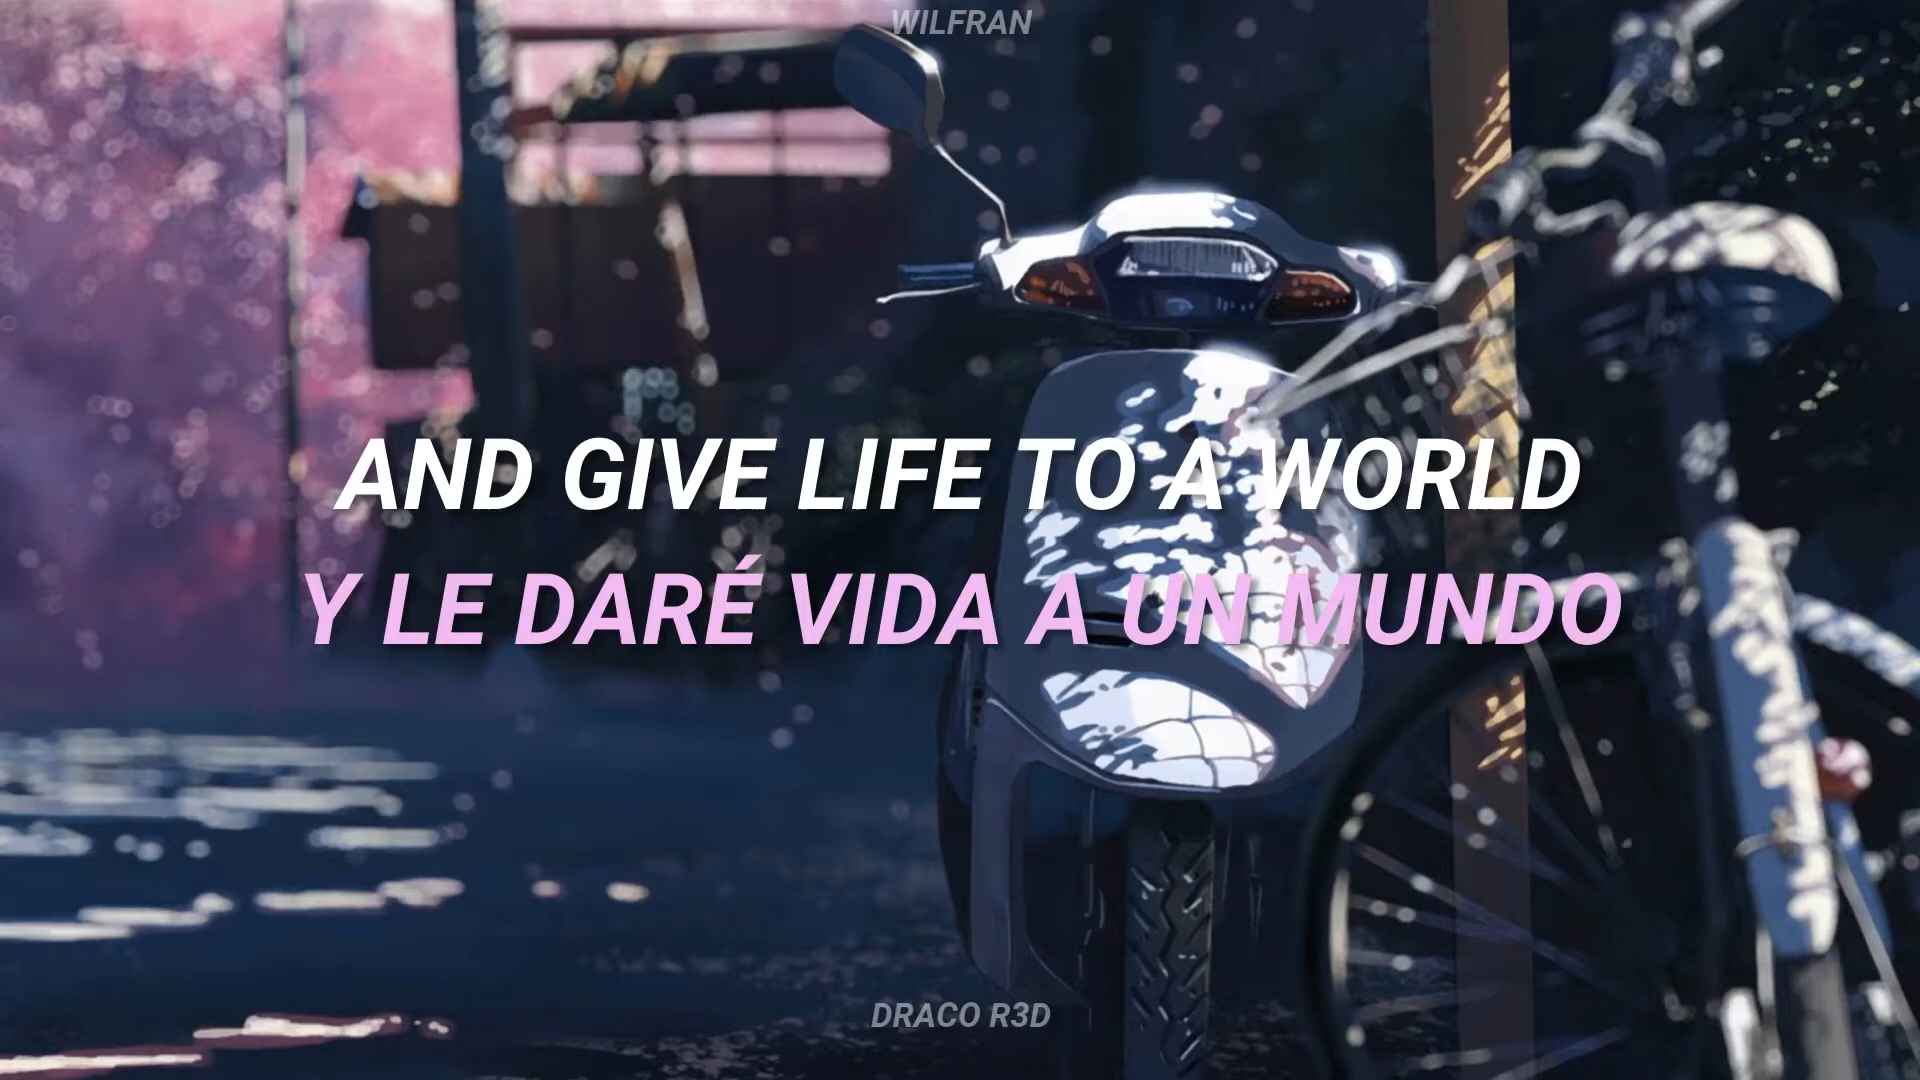 WILFRAN
AND GIVE LIFE TO A WORLD
Y LE DARÉ VIDA A UN MUNDO
DRACO R3D